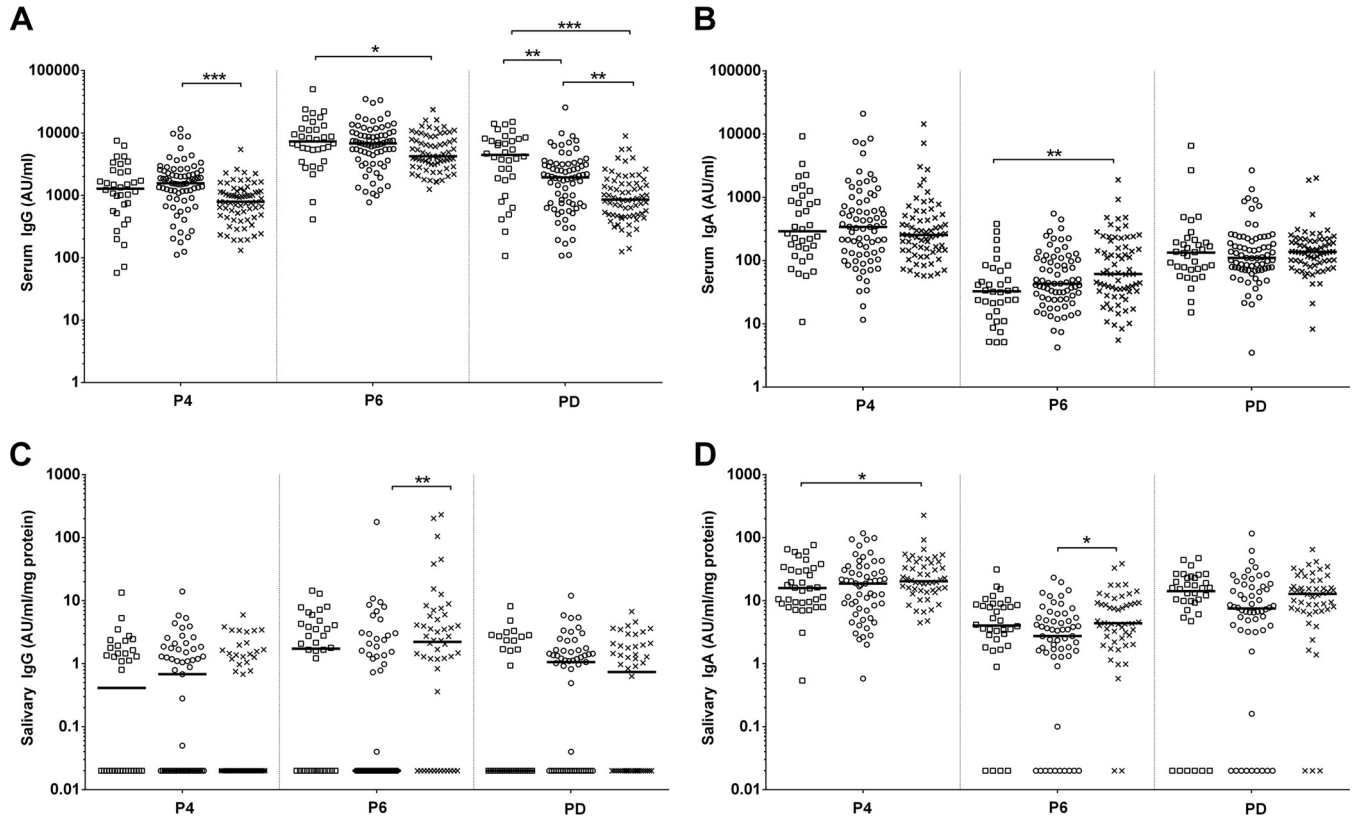 A
Serum IgG (AU/ml)
100000
10000
1000
100
10
1
***
*
***
**
**
P4
P6
PD
B
Serum IgA (AU/ml)
100000
10000
1000
100
10
1
**
P4
P6
PD
C
Salivary IgG (AU/ml/mg protein)
1000
100
10
1
0.1
0.01
**
P4
P6
PD
D
Salivary IgA (AU/ml/mg protein)
1000
100
10
1
0.1
0.01
*
*
P4
P6
PD